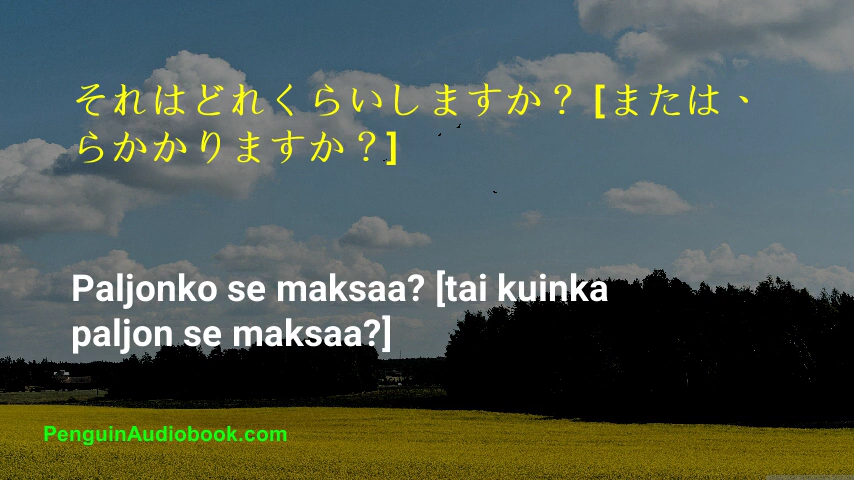 それはどれくらいしますか？ [または、
らかかりますか？]
Paljonko se maksaa? [tai kuinka
paljon se maksaa?]
PenguinAudiobook.com